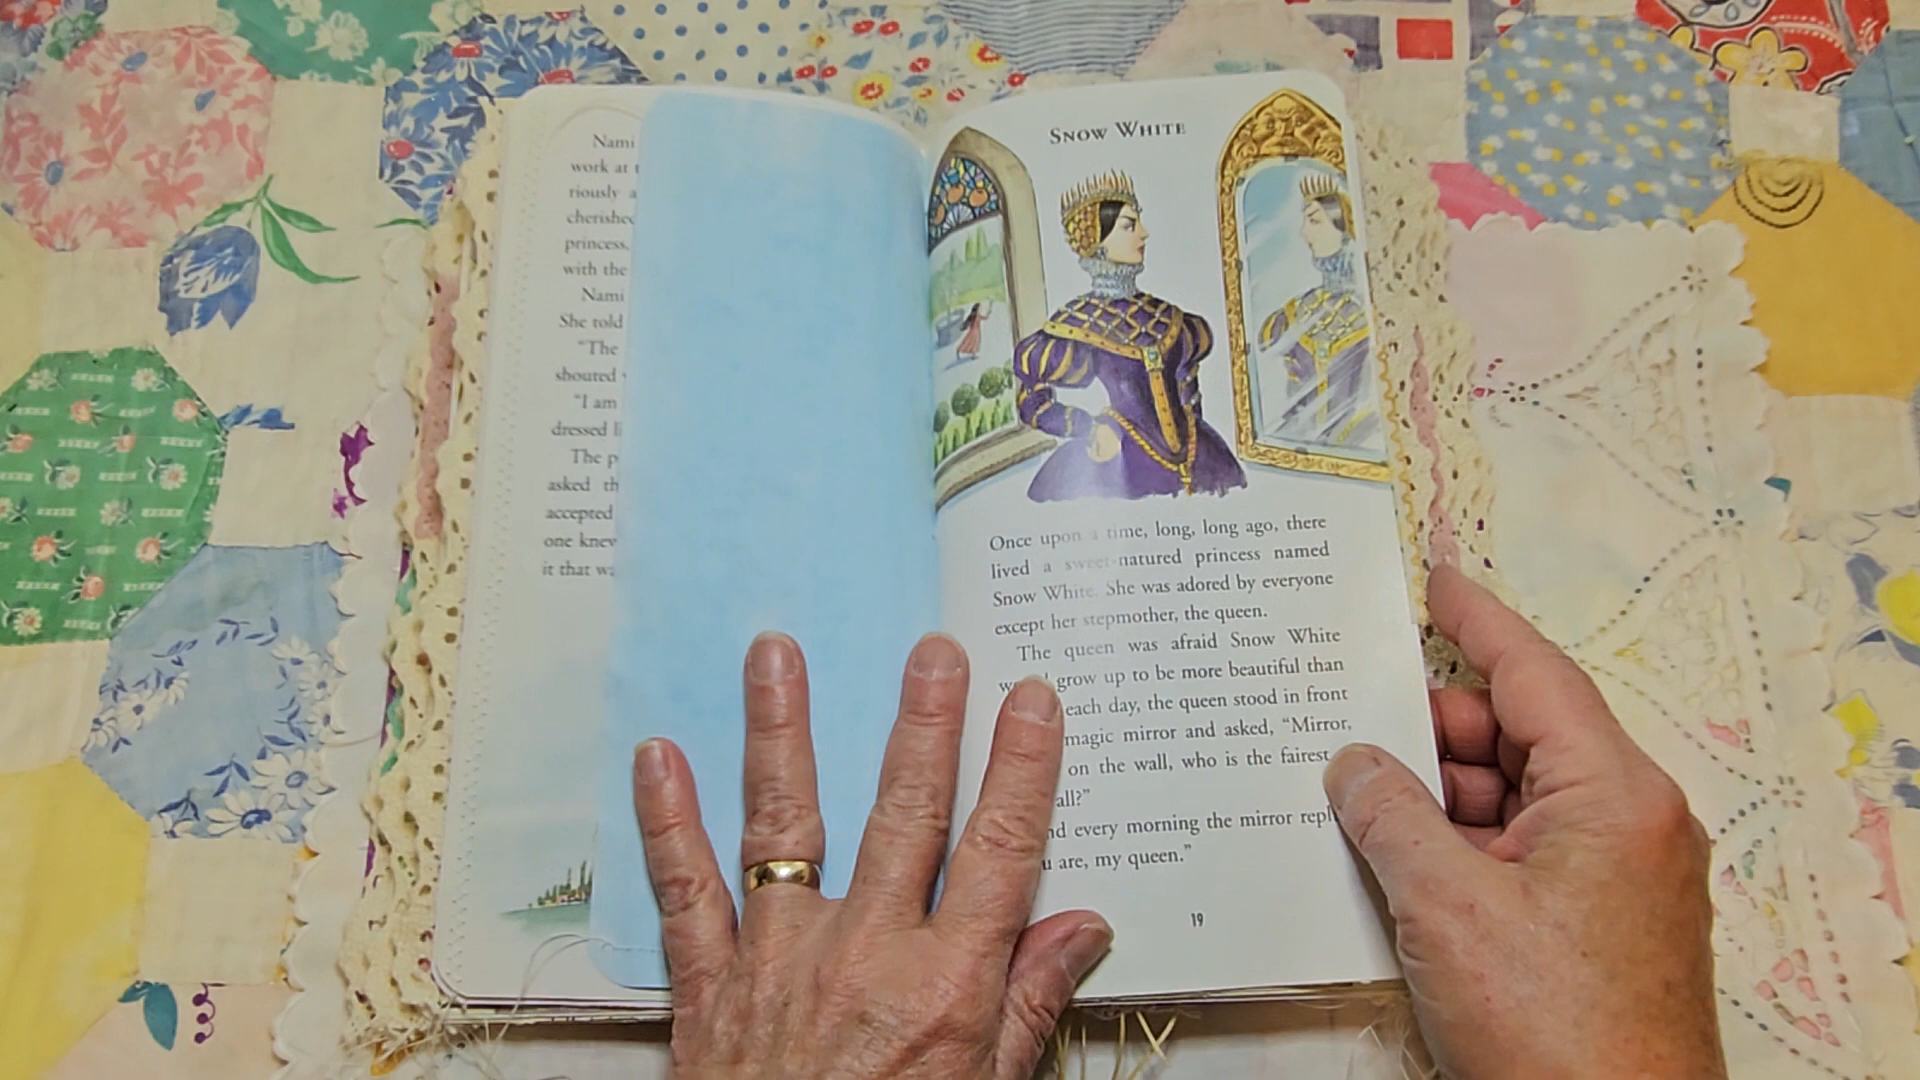 Nami
work at
riously a
cherishe
princess.
with the
Nami
She told
"The
shouted
"I am
dressed
The p
asked th
accepted
one knew
it that wa
SNOW WHITE
Once upon a time, long, long ago, there
lived a sweet-natured princess named
Snow White. She was adored by everyone
except her stepmother, the queen.
The queen was afraid Snow White
grow up to be more beautiful than
each day, the queen stood in front
magic mirror and asked, “Mirror,
on the wall, who is the fairest
all?”
every morning the mirror repl
are, my queen.”
19